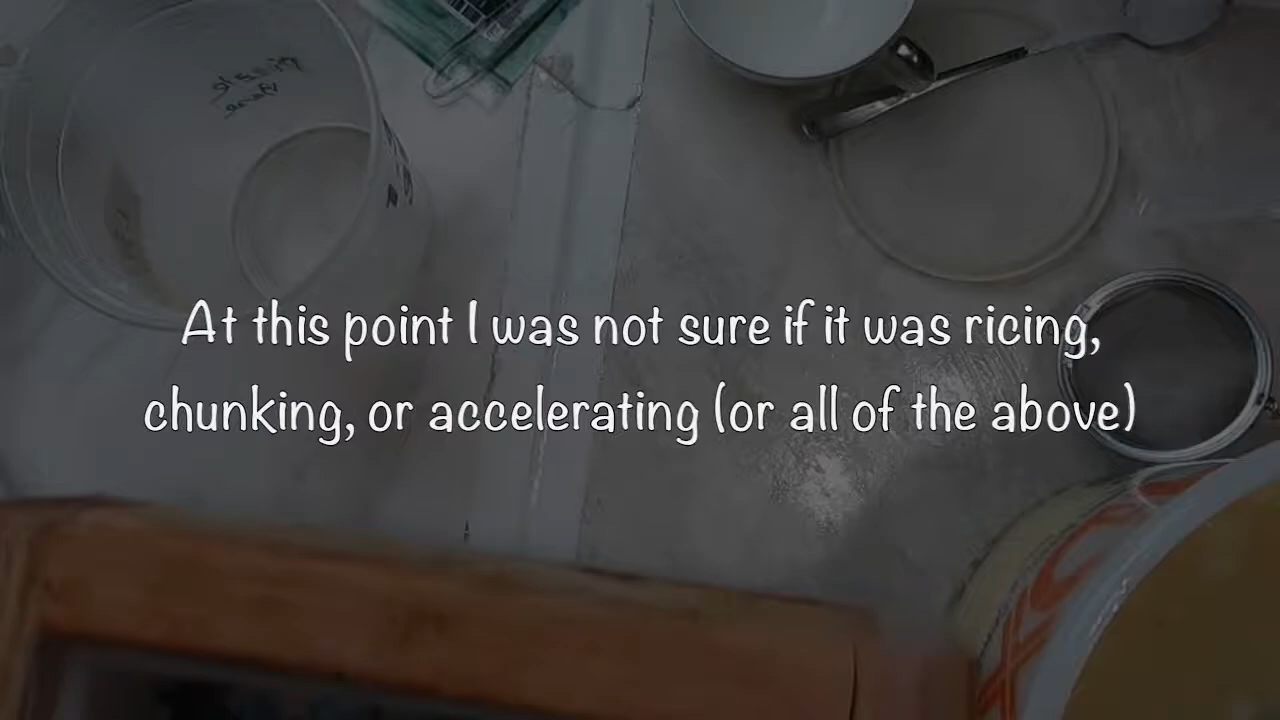 At this point I was not sure if it was ricing,
chunking, or accelerating (or all of the above)